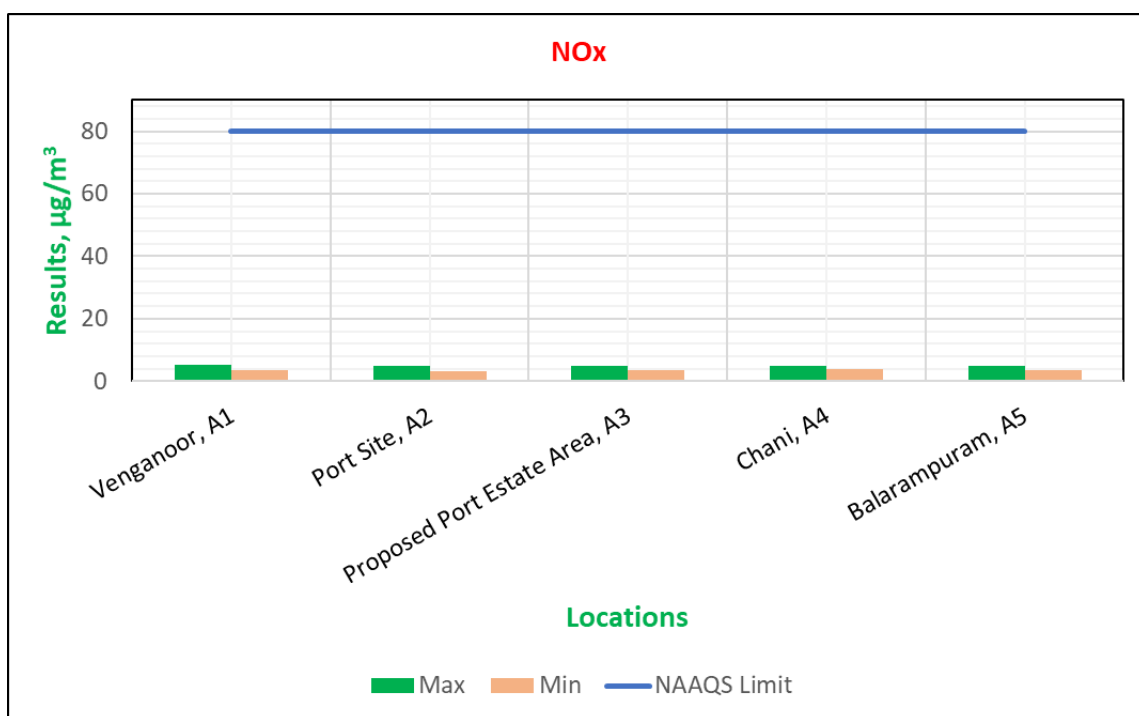 NOx
Results, µg/m³
80
60
40
20
0
Venganoor, A1
Port Site, A2
Proposed Port Estate Area, A3
Chani, A4
Balarampuram, A5
Locations
Max Min NAAQS Limit